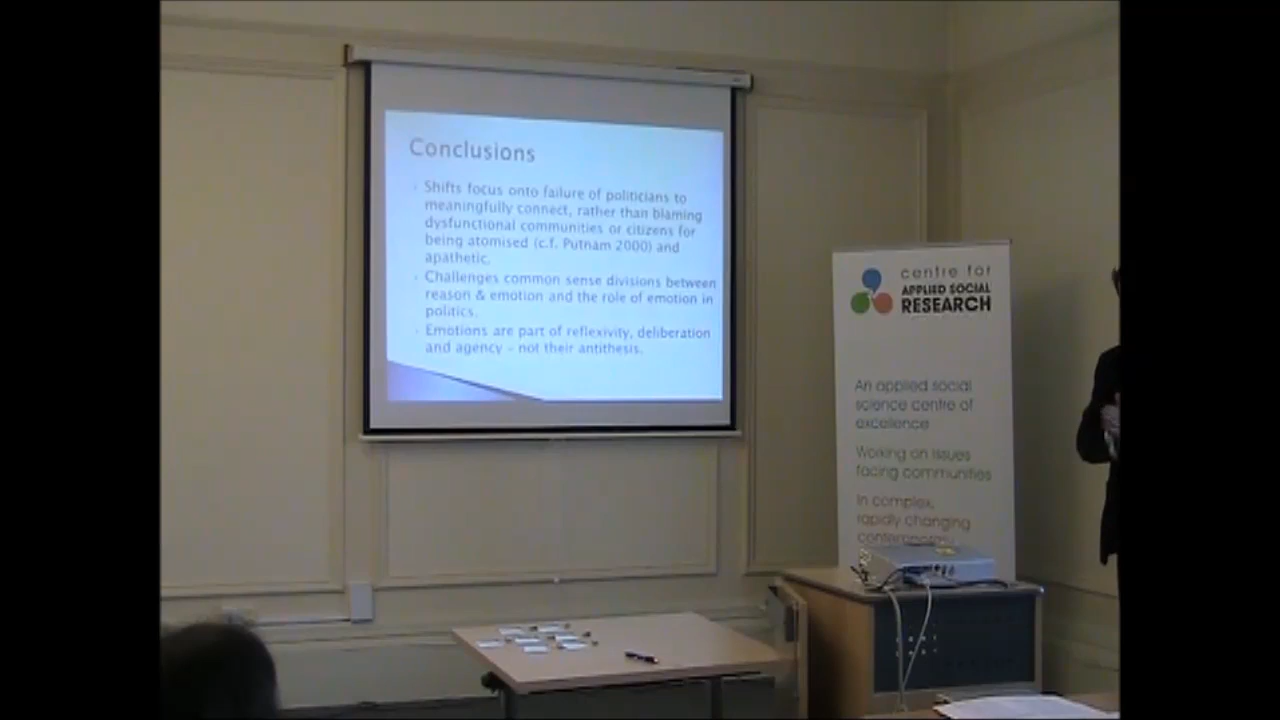 Conclusions
Shifts focus onto failure of politicians to
meaningfully connect, rather than blaming
dysfunctional communities or citizens for
being atomised (c.f. Putnam 2000) and
apathetic.
Challenges common sense divisions between
reason & emotion and the role of emotion in
politics.
Emotions are part of reflexivity, deliberation
and agency – not their antithesis.
centre for
APPLIED SOCIAL
RESEARCH
An applied social
science centre of
excellence
Working on issues
facing communities
In complex,
rapidly changing
contemporary